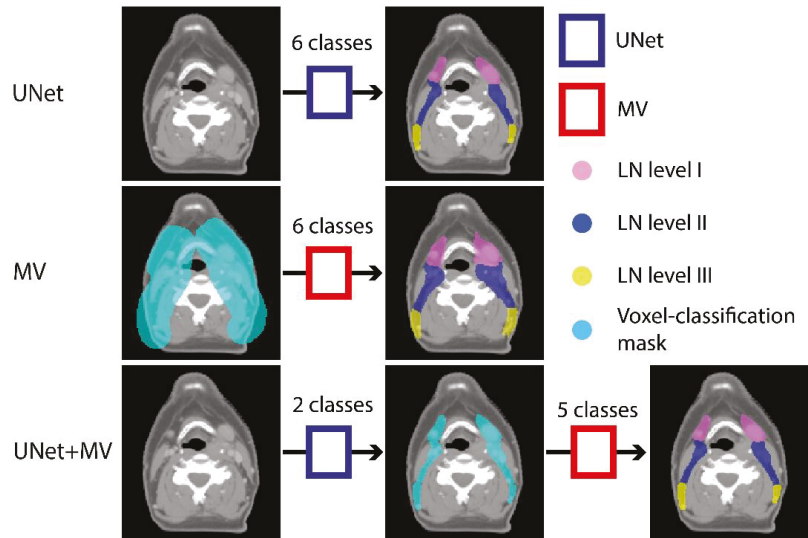 6 classes
UNet
UNet
MV
LN level I
6 classes
LN level II
MV
LN level III
Voxel-classification
mask
2 classes
5 classes
UNet+MV